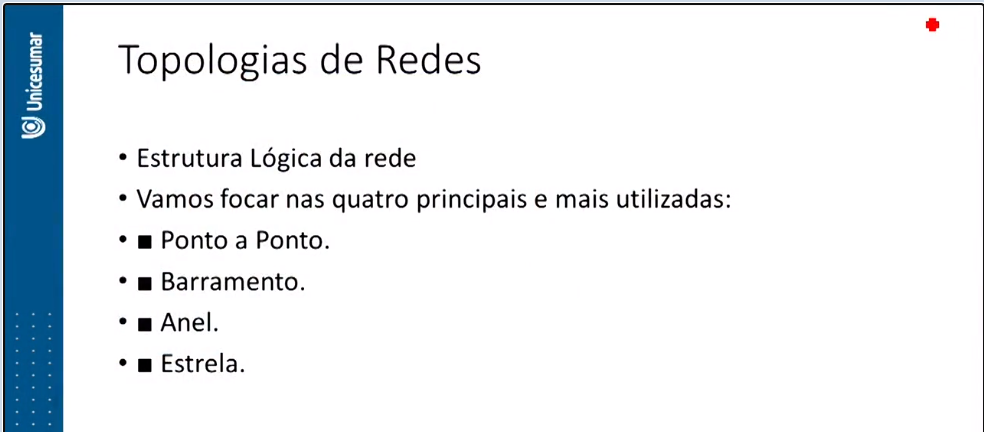 Unicesumar
Topologias de Redes
• Estrutura Lógica da rede
• Vamos focar nas quatro principais e mais utilizadas:
• ■ Ponto a Ponto.
• ■ Barramento.
• ■ Anel.
• ■ Estrela.